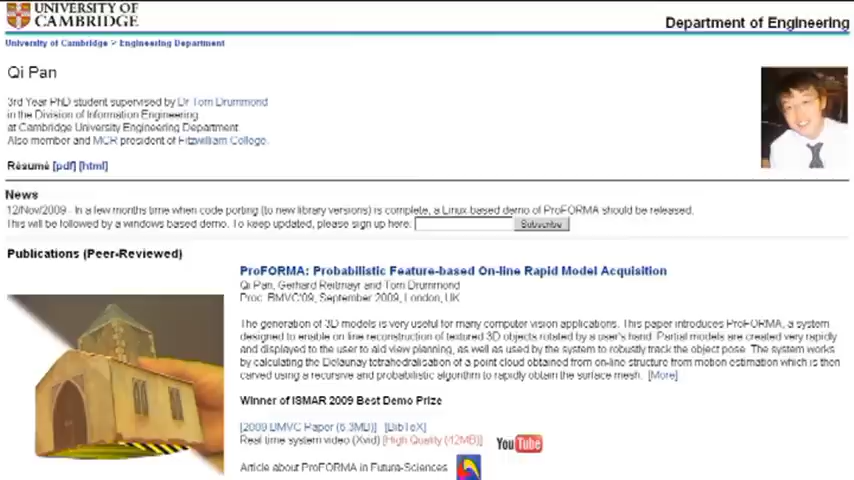 UNIVERSITY OF
CAMBRIDGE
Department of Engineering
University of Cambridge > Engineering Department
Qi Pan
3rd Year PhD student supervised by Dr Tom Drummond
in the Division of Information Engineering
at Cambridge University Engineering Department.
Also member and MCR president of Fitzwilliam College.
Résumé [pdf] [html]
News
12/Nov/2009 - In a few months time when code porting (to new library versions) is complete, a Linux based demo of ProFORMA should be released.
This will be followed by a windows based demo. To keep updated, please sign up here: Subscribe
Publications (Peer-Reviewed)
ProFORMA: Probabilistic Feature-based On-line Rapid Model Acquisition
Qi Pan, Gerhard Reitmayr and Tom Drummond
Proc. BMVC'09, September 2009, London, UK
The generation of 3D models is very useful for many computer vision applications. This paper introduces ProFORMA, a system
designed to enable on-line reconstruction of textured 3D objects rotated by a user's hand. Partial models are created very rapidly
and displayed to the user to aid view planning, as well as used by the system to robustly track the object pose. The system works
by calculating the Delaunay tetrahedralisation of a point cloud obtained from on-line structure from motion estimation which is then
carved using a recursive and probabilistic algorithm to rapidly obtain the surface mesh. [More]
Winner of ISMAR 2009 Best Demo Prize
[2009 BMVC Paper (6.3MB)] [BibTeX]
Real time system video (Xvid) [High Quality (42MB)] YouTube
Article about ProFORMA in Futura-Sciences